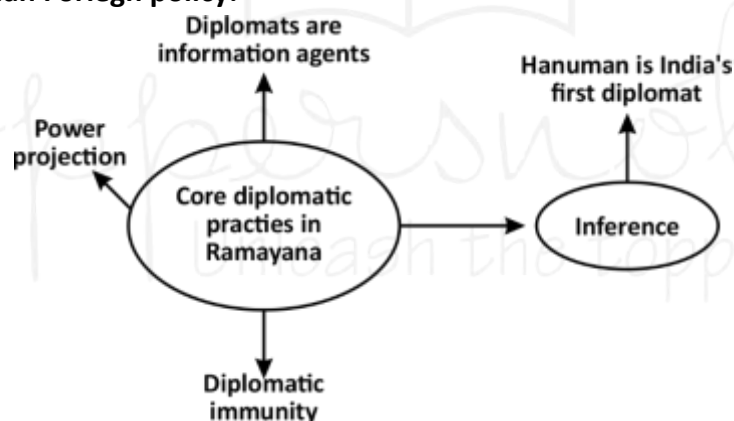 Diplomats are
information agents
Hanuman is India's
first diplomat
Power
projection
Core diplomatic
practies in
Ramayana
Inference
Diplomatic
immunity